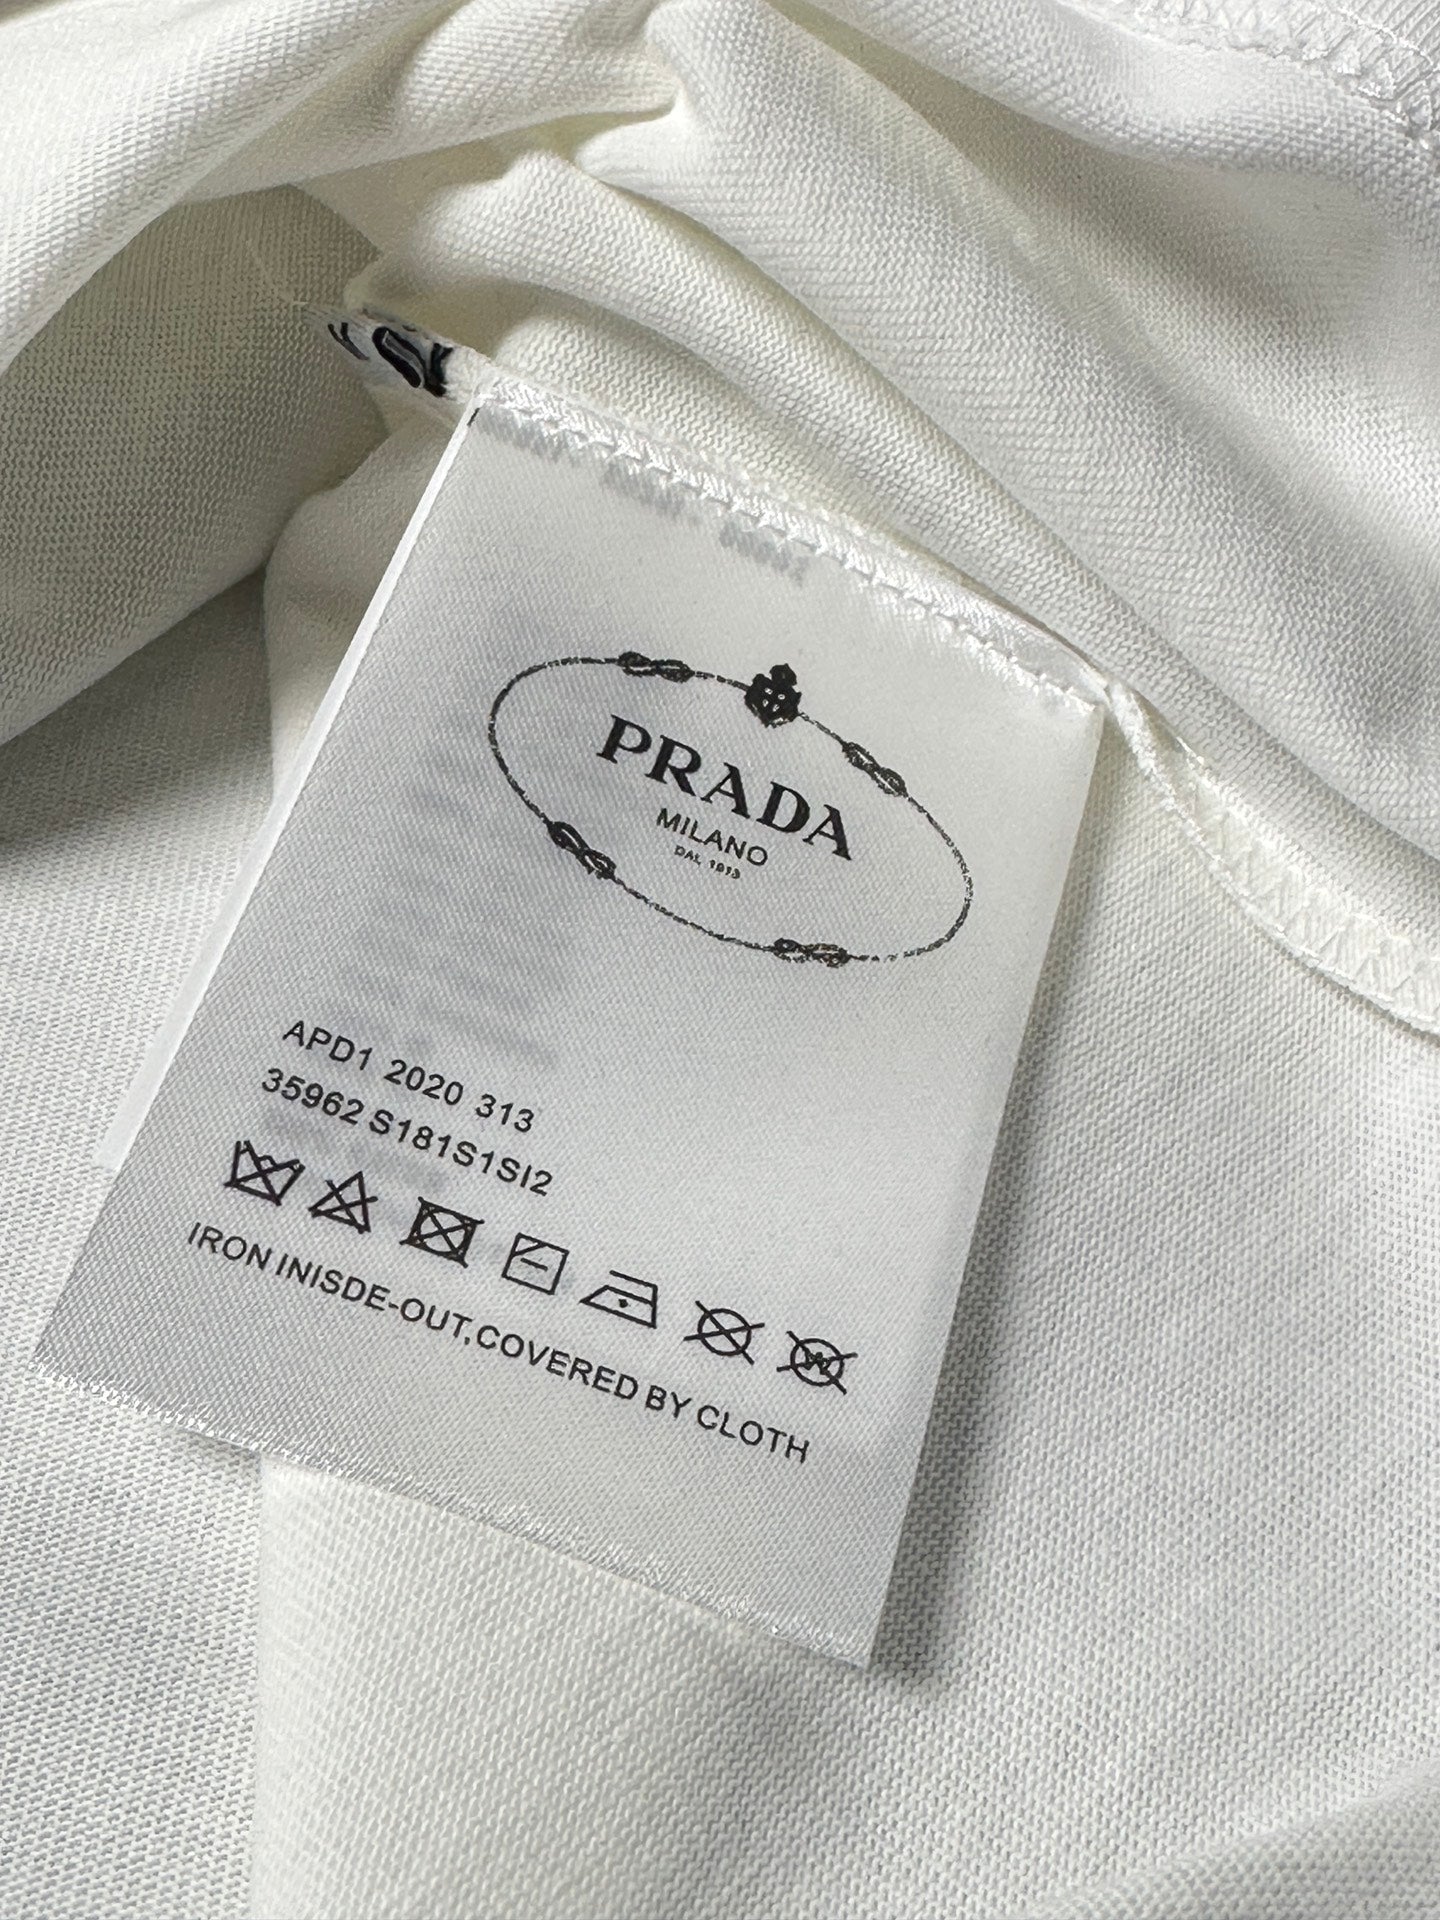 PRADA
MILANO
DAL 1913
APD1 2020 313
35962 S181S1SI2
IRON INISDE-OUT,COVERED BY CLOTH